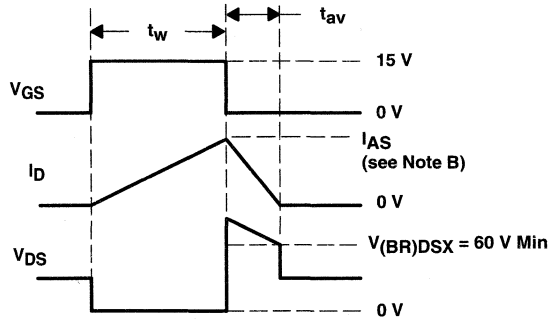 tw
tav
15 V
VGS
0 V
IAS
(see Note B)
ID
0 V
V(BR)DSX = 60 V Min
VDS
0 V